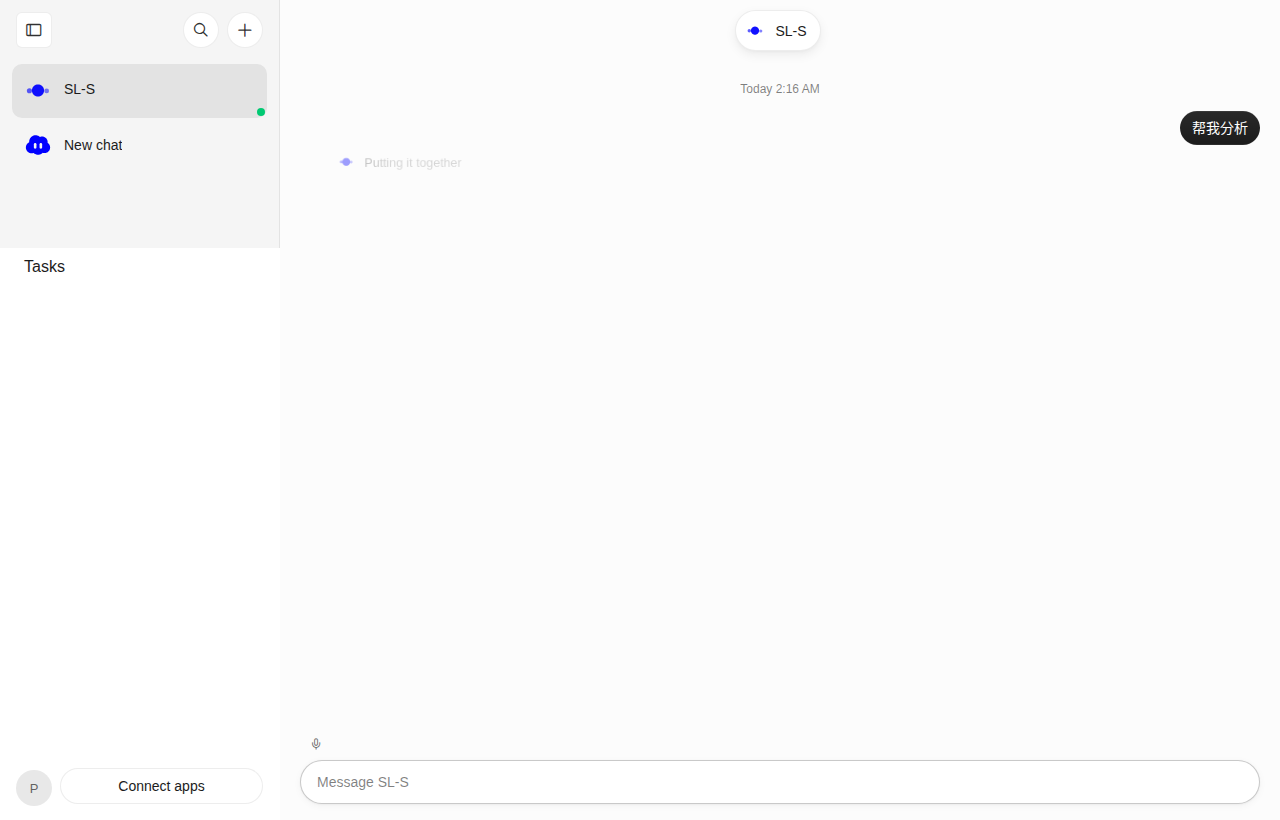 SL-S
New chat
Tasks
P
Connect apps
SL-S
Today 2:16 AM
帮我分析
Putting it together
Message SL-S